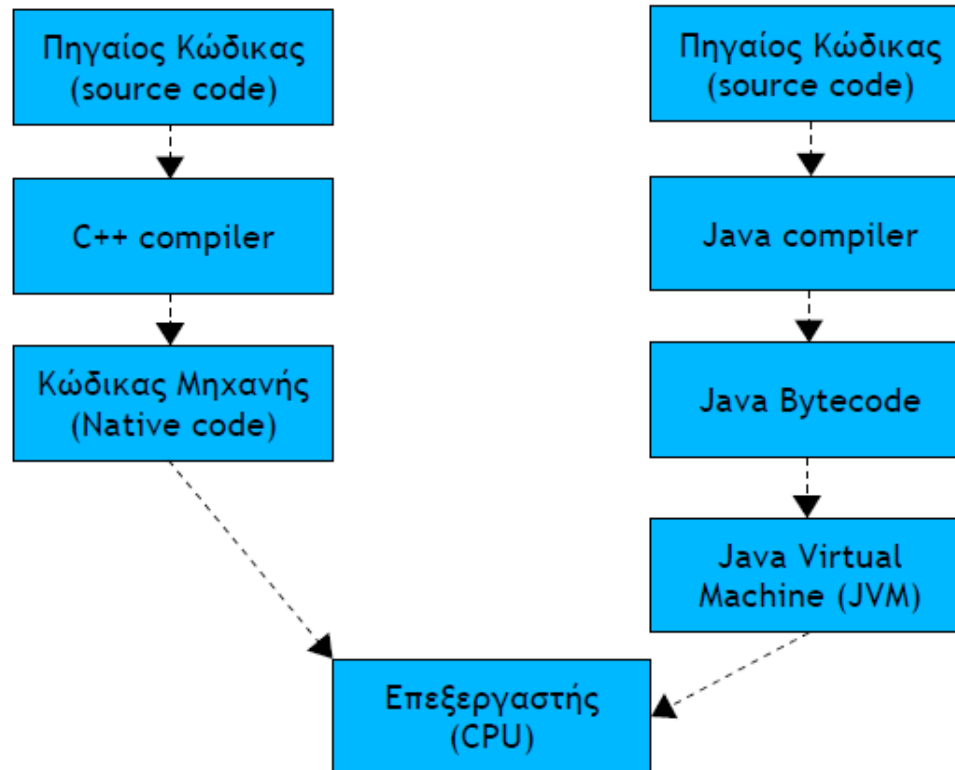 Πηγαίος Κώδικας
(source code)
C++ compiler
Κώδικας Μηχανής
(Native code)
Πηγαίος Κώδικας
(source code)
Java compiler
Java Bytecode
Java Virtual
Machine (JVM)
Επεξεργαστής
(CPU)